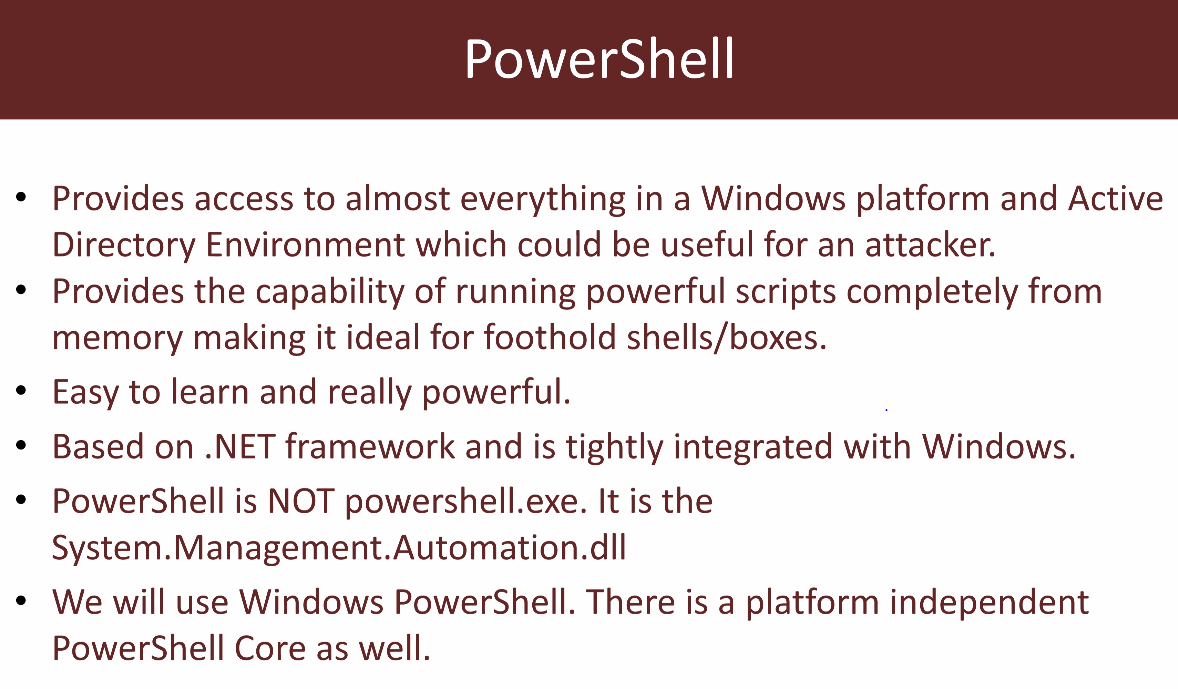 PowerShell
• Provides access to almost everything in a Windows platform and Active
Directory Environment which could be useful for an attacker.
• Provides the capability of running powerful scripts completely from
memory making it ideal for foothold shells/boxes.
• Easy to learn and really powerful.
• Based on .NET framework and is tightly integrated with Windows.
• PowerShell is NOT powershell.exe. It is the
System.Management.Automation.dll
• We will use Windows PowerShell. There is a platform independent
PowerShell Core as well.